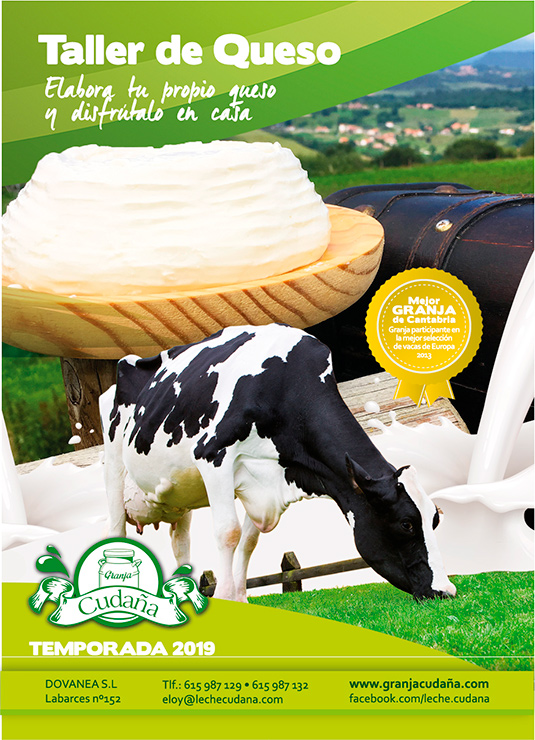 Taller de Queso
Elabora tu propio queso
y disfrútalo en casa
Mejor
GRANJA
de Cantabria
Granja participante en
la mejor selección
de vacas de Europa
2013
Granja
Cudaña
TEMPORADA 2019
DOVANEA S.L
Labarces nº152
Tlf.: 615 987 129 • 615 987 132
eloy@lechecudana.com
www.granjacudaña.com
facebook.com/leche.cudana